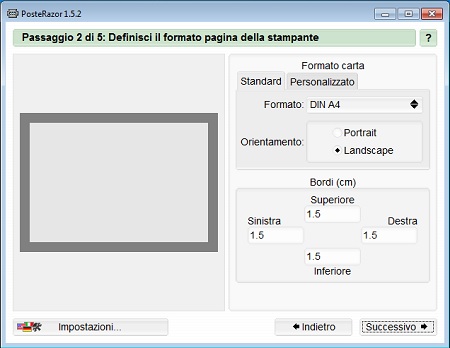 PosteRazor 1.5.2
Passaggio 2 di 5: Definisci il formato pagina della stampante
?
Formato carta
Standard Personalizzato
Formato: DIN A4
Orientamento:
Portrait
Landscape
Bordi (cm)
Superiore
1.5
Sinistra Destra
1.5 1.5
1.5
Inferiore
Impostazioni... Indietro Successivo